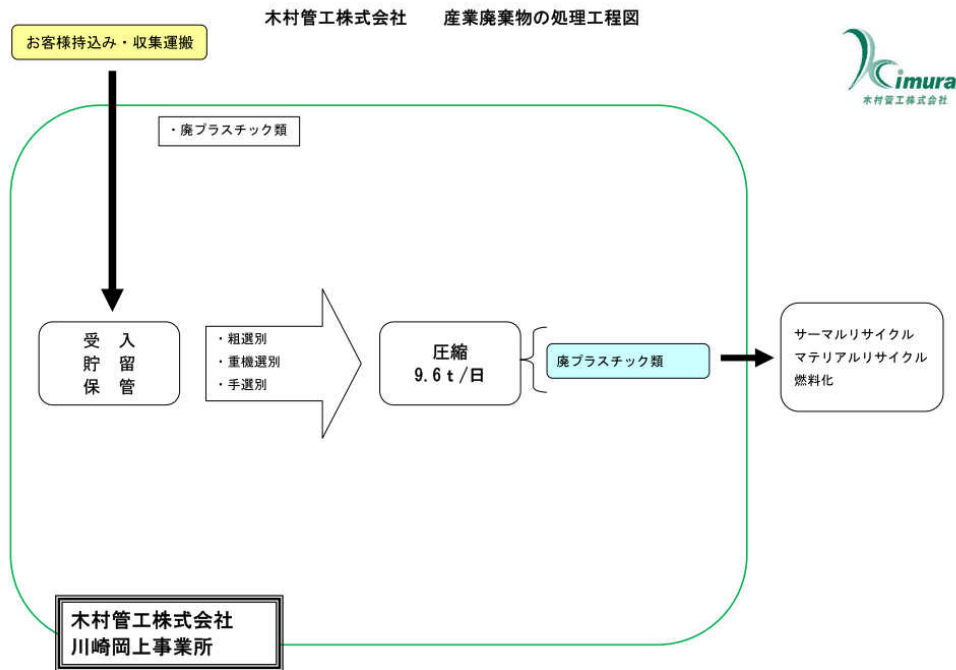 木村管工株式会社　　産業廃棄物の処理工程図
お客様持込み・収集運搬
Kimura
木村管工株式会社
・廃プラスチック類
受　入
貯　留
保　管
・粗選別
・重機選別
・手選別
圧縮
9.6ｔ/日
廃プラスチック類
サーマルリサイクル
マテリアルリサイクル
燃料化
木村管工株式会社
川崎岡上事業所